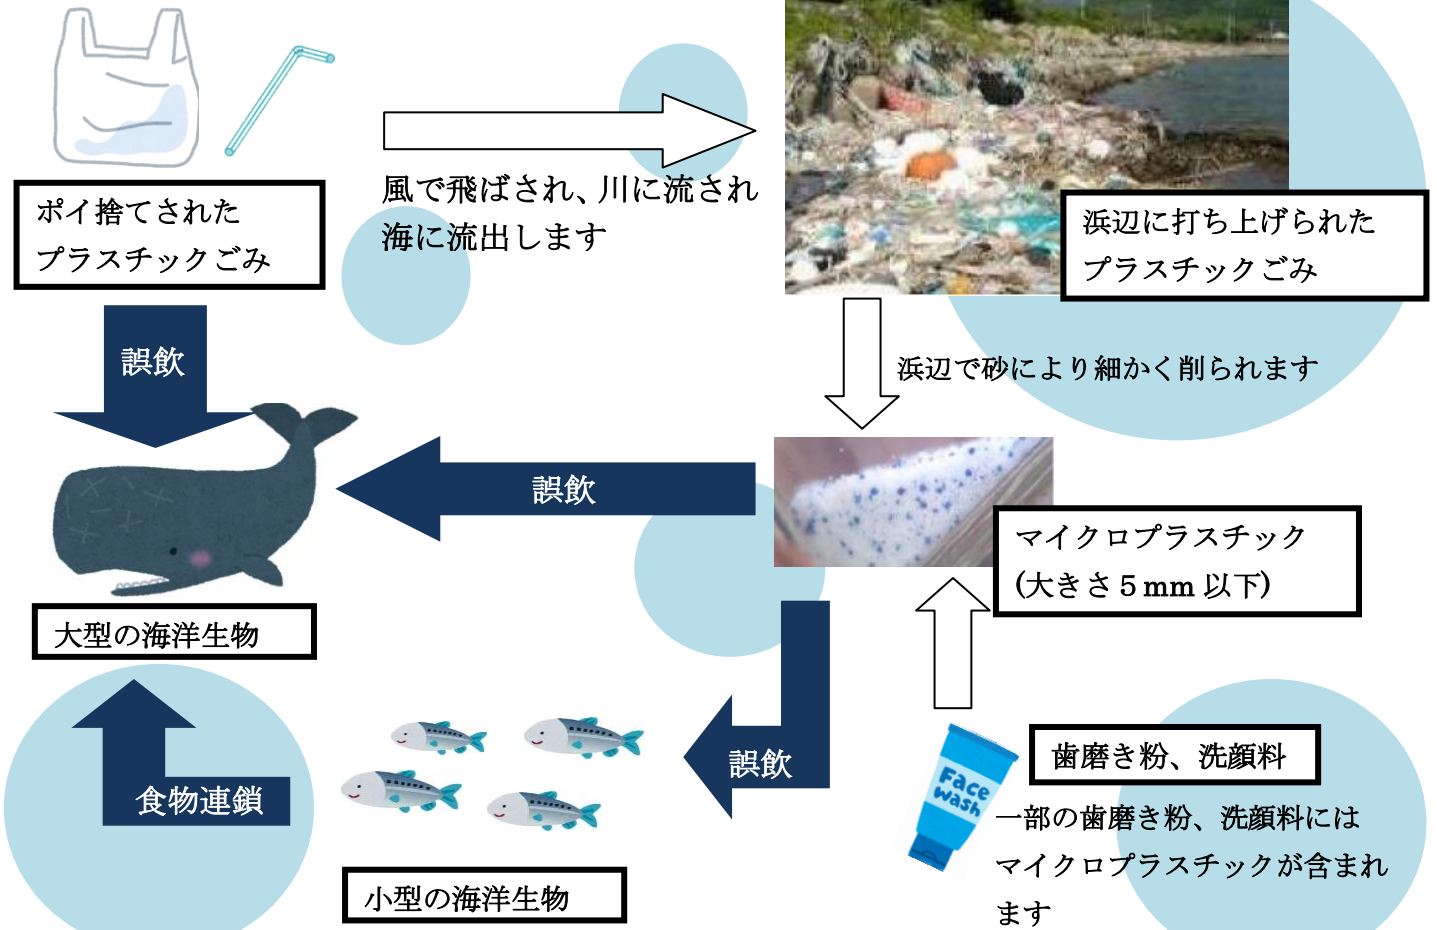 ポイ捨てされた
プラスチックごみ
風で飛ばされ、川に流され
海に流出します
浜辺に打ち上げられた
プラスチックごみ
誤飲
浜辺で砂により細かく削られます
誤飲
マイクロプラスチック
(大きさ５mm 以下)
大型の海洋生物
誤飲
食物連鎖
小型の海洋生物
Face
wash
歯磨き粉、洗顔料
一部の歯磨き粉、洗顔料には
マイクロプラスチックが含まれ
ます